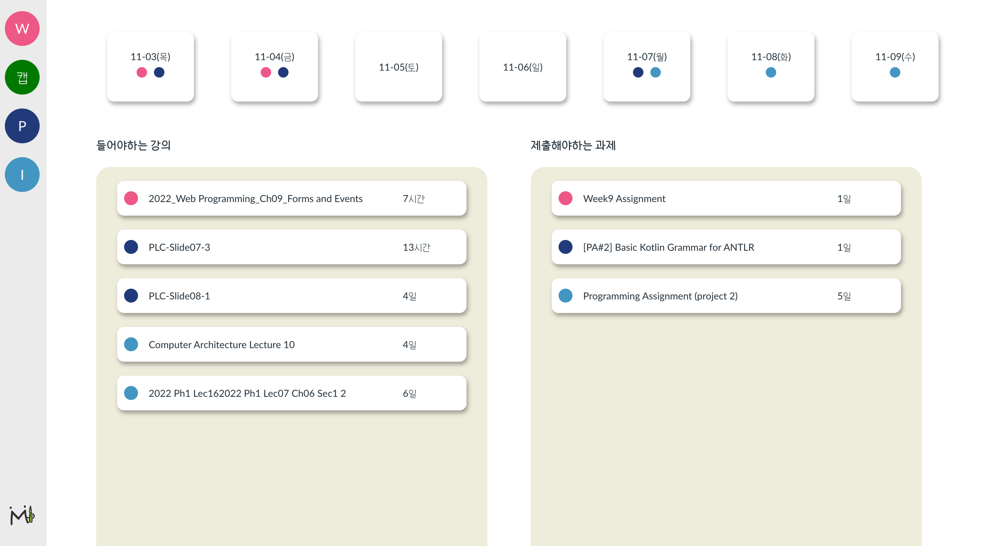 W
캡
P
I
11-03(목)
11-04(금)
11-05(토)
11-06(일)
11-07(월)
11-08(화)
11-09(수)
들어야하는 강의
2022_Web Programming_Ch09_Forms and Events 7시간
PLC-Slide07-3 13시간
PLC-Slide08-1 4일
Computer Architecture Lecture 10 4일
2022 Ph1 Lec162022 Ph1 Lec07 Ch06 Sec1 2 6일
제출해야하는 과제
Week9 Assignment 1일
[PA#2] Basic Kotlin Grammar for ANTLR 1일
Programming Assignment (project 2) 5일